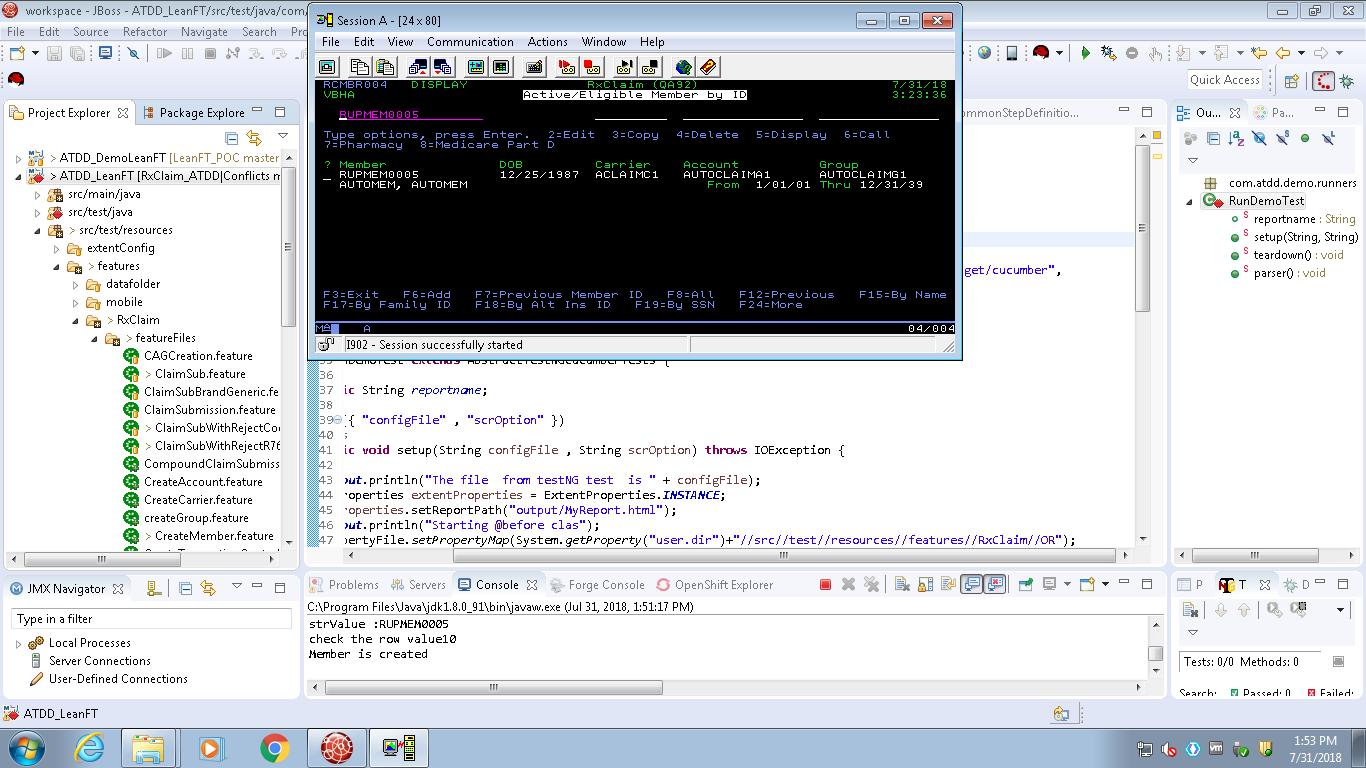 workspace - JBoss - ATDD_LeanFT/src/test/java/com/
File Edit Source Refactor Navigate Search Pro
Quick Access
Session A - [24 x 80]
File Edit View Communication Actions Window Help
RCMBR004 DISPLAY RxClaim (QA92) 7/31/18
VBHA Active/Eligible Member by ID 3:23:36
RUPMEM0005
Type options, press Enter. 2=Edit 3=Copy 4=Delete 5=Display 6=Call
7=Pharmacy 8=Medicare Part D
? Member DOB Carrier Account Group
_ RUPMEM0005 12/25/1987 ACLAIMC1 AUTOCLAIMA1 AUTOCLAIMG1
AUTOMEM, AUTOMEM From 1/01/01 Thru 12/31/39
F3=Exit F6=Add F7=Previous Member ID F8=All F12=Previous F15=By Name
F17=By Family ID F18=By Alt Ins ID F19=By SSN F24=More
MA A 04/004
I902 - Session successfully started
Project Explorer Package Explore
> ATDD_DemoLeanFT [LeanFT_POC master
> ATDD_LeanFT [RxClaim_ATDD|Conflicts m
src/main/java
src/test/java
> src/test/resources
extentConfig
> features
datafolder
mobile
> RxClaim
> featureFiles
CAGCreation.feature
> ClaimSub.feature
ClaimSubBrandGeneric.fe
ClaimSubmission.feature
> ClaimSubWithRejectCo
> ClaimSubWithRejectR76
CompoundClaimSubmiss
CreateAccount.feature
CreateCarrier.feature
createGroup.feature
> CreateMember.feature
ommonStepDefinitio...
get/cucumber",
36
37 ic String reportname;
38
39 [{ "configFile" , "scrOption" })
40 s
41 ic void setup(String configFile , String scrOption) throws IOException {
42
43 out.println("The file from testNG test is " + configFile);
44 roperties extentProperties = ExtentProperties.INSTANCE;
45 roperties.setReportPath("output/MyReport.html");
46 out.println("Starting @before clas");
47 pertyFile.setPropertyMap(System.getProperty("user.dir")+"//src//test//resources//features//RxClaim//OR");
Ou... Pa...
com.atdd.demo.runners
RunDemoTest
reportname : String
setup(String, String)
teardown() : void
parser() : void
JMX Navigator
Type in a filter
Local Processes
Server Connections
User-Defined Connections
Problems Servers Console Forge Console OpenShift Explorer
C:\Program Files\Java\jdk1.8.0_91\bin\javaw.exe (Jul 31, 2018, 1:51:17 PM)
strValue :RUPMEM0005
check the row value10
Member is created
P T D
Tests: 0/0 Methods: 0
Search: Passed: 0 Failed:
ATDD_LeanFT
1:53 PM
7/31/2018